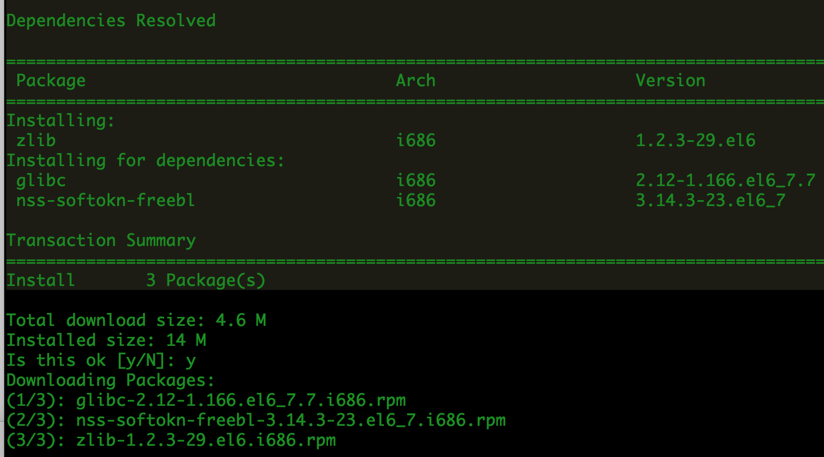 Dependencies Resolved
================================================================================
Package Arch Version
================================================================================
Installing:
zlib i686 1.2.3-29.el6
Installing for dependencies:
glibc i686 2.12-1.166.el6_7.7
nss-softokn-freebl i686 3.14.3-23.el6_7
Transaction Summary
================================================================================
Install 3 Package(s)
Total download size: 4.6 M
Installed size: 14 M
Is this ok [y/N]: y
Downloading Packages:
(1/3): glibc-2.12-1.166.el6_7.7.i686.rpm
(2/3): nss-softokn-freebl-3.14.3-23.el6_7.i686.rpm
(3/3): zlib-1.2.3-29.el6.i686.rpm